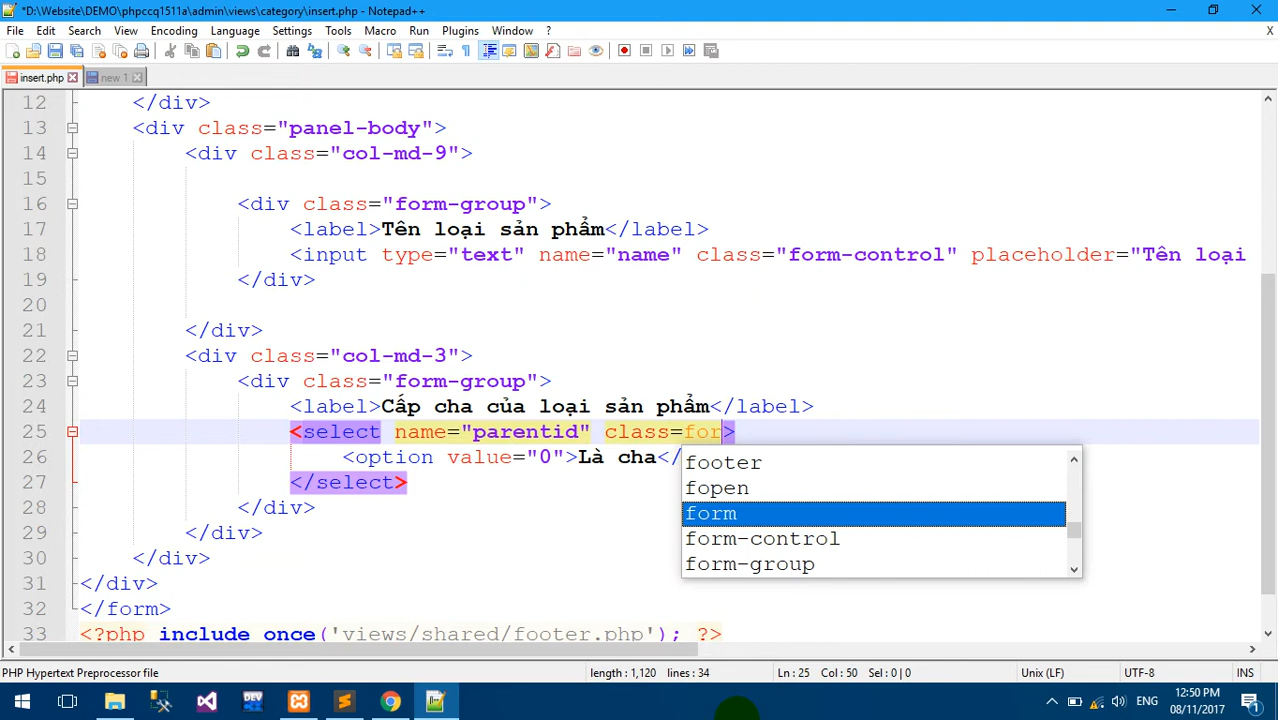 *D:\Website\DEMO\phpccq1511a\admin\views\category\insert.php - Notepad++
File Edit Search View Encoding Language Settings Tools Macro Run Plugins Window ? X
insert.php new 1
12 </div>
13 <div class="panel-body">
14 <div class="col-md-9">
15
16 <div class="form-group">
17 <label>Tên loại sản phẩm</label>
18 <input type="text" name="name" class="form-control" placeholder="Tên loại
19 </div>
20
21 </div>
22 <div class="col-md-3">
23 <div class="form-group">
24 <label>Cấp cha của loại sản phẩm</label>
25 <select name="parentid" class=for>
26 <option value="0">Là cha</
27 </select>
28 </div>
29 </div>
30 </div>
31 </div>
32 </form>
33 <?php include_once('views/shared/footer.php'); ?>
footer
fopen
form
form-control
form-group
PHP Hypertext Preprocessor file length : 1,120 lines : 34 Ln : 25 Col : 50 Sel : 0 | 0 Unix (LF) UTF-8 INS
ENG 12:50 PM
08/11/2017